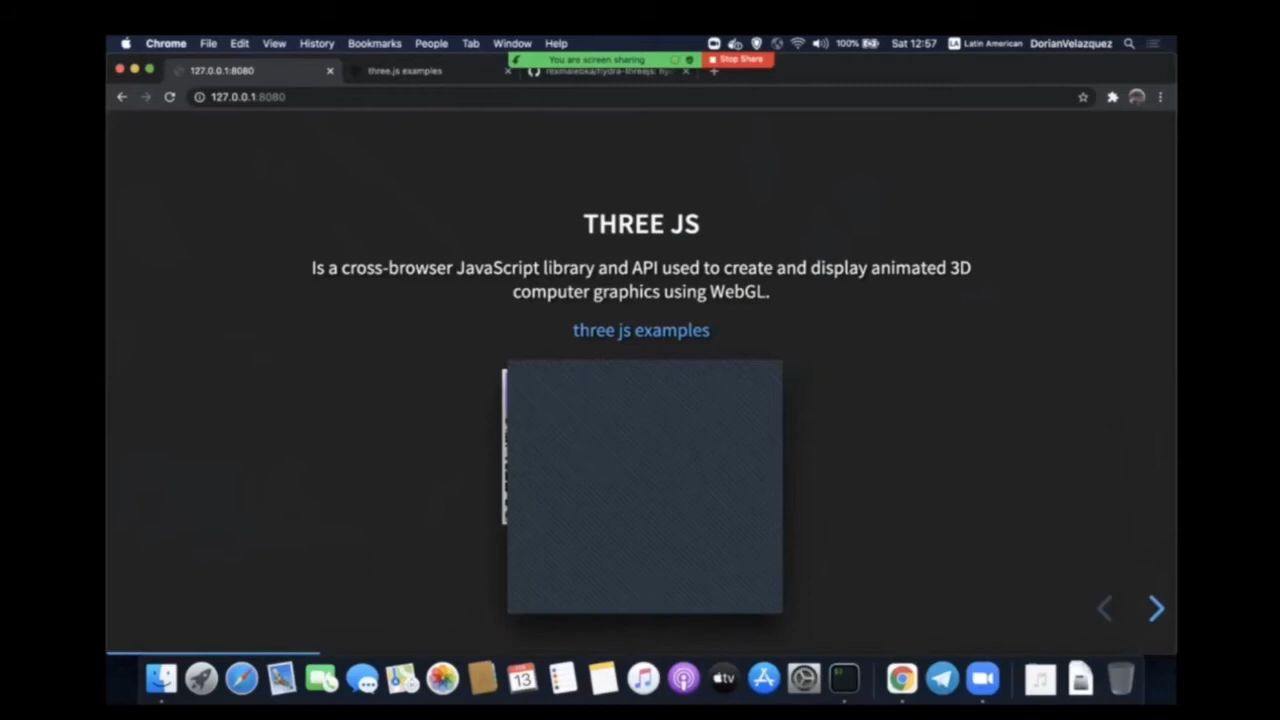 Chrome File Edit View History Bookmarks People Tab Window Help 100% Sat 12:57 LA Latin American DorianVelazquez
You are screen sharing Stop Share
127.0.0.1:8080 three.js examples
127.0.0.1:8080
THREE JS
Is a cross-browser JavaScript library and API used to create and display animated 3D
computer graphics using WebGL.
three js examples
13
tv